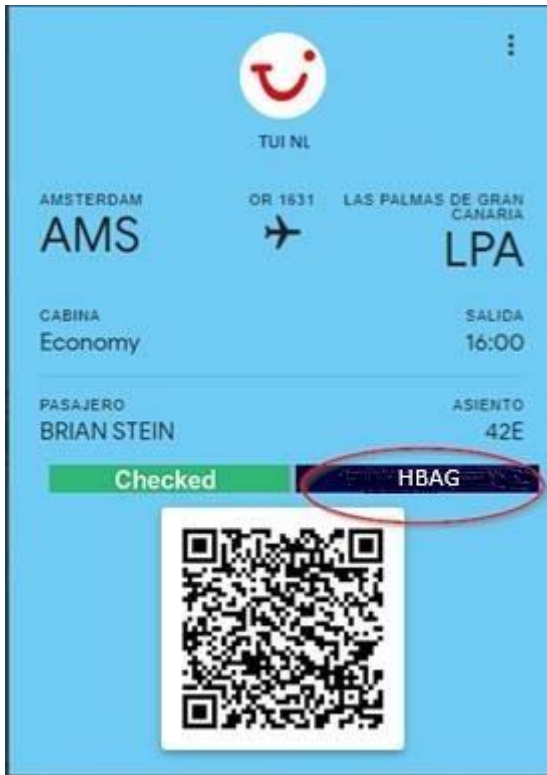 TUI NL
AMSTERDAM
AMS
OR 1631
LAS PALMAS DE GRAN
CANARIA
LPA
CABINA
Economy
SALIDA
16:00
PASAJERO
BRIAN STEIN
ASIENTO
42E
Checked
HBAG